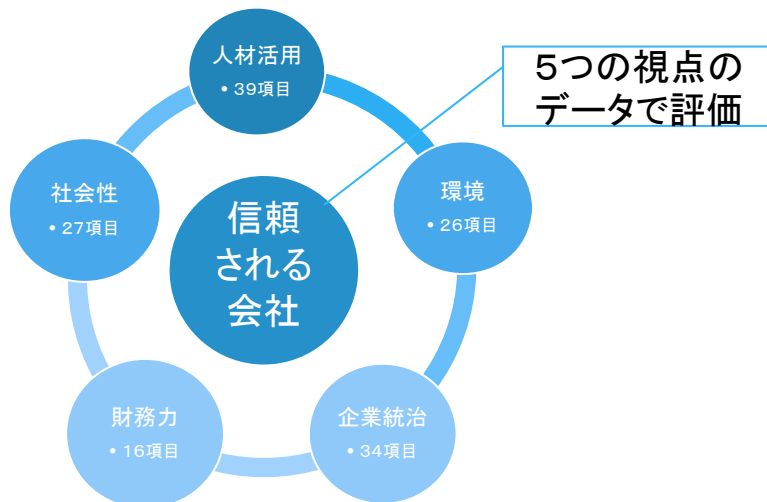 人材活用
• 39項目
5つの視点の
データで評価
社会性
• 27項目
環境
• 26項目
信頼
される
会社
財務力
• 16項目
企業統治
• 34項目